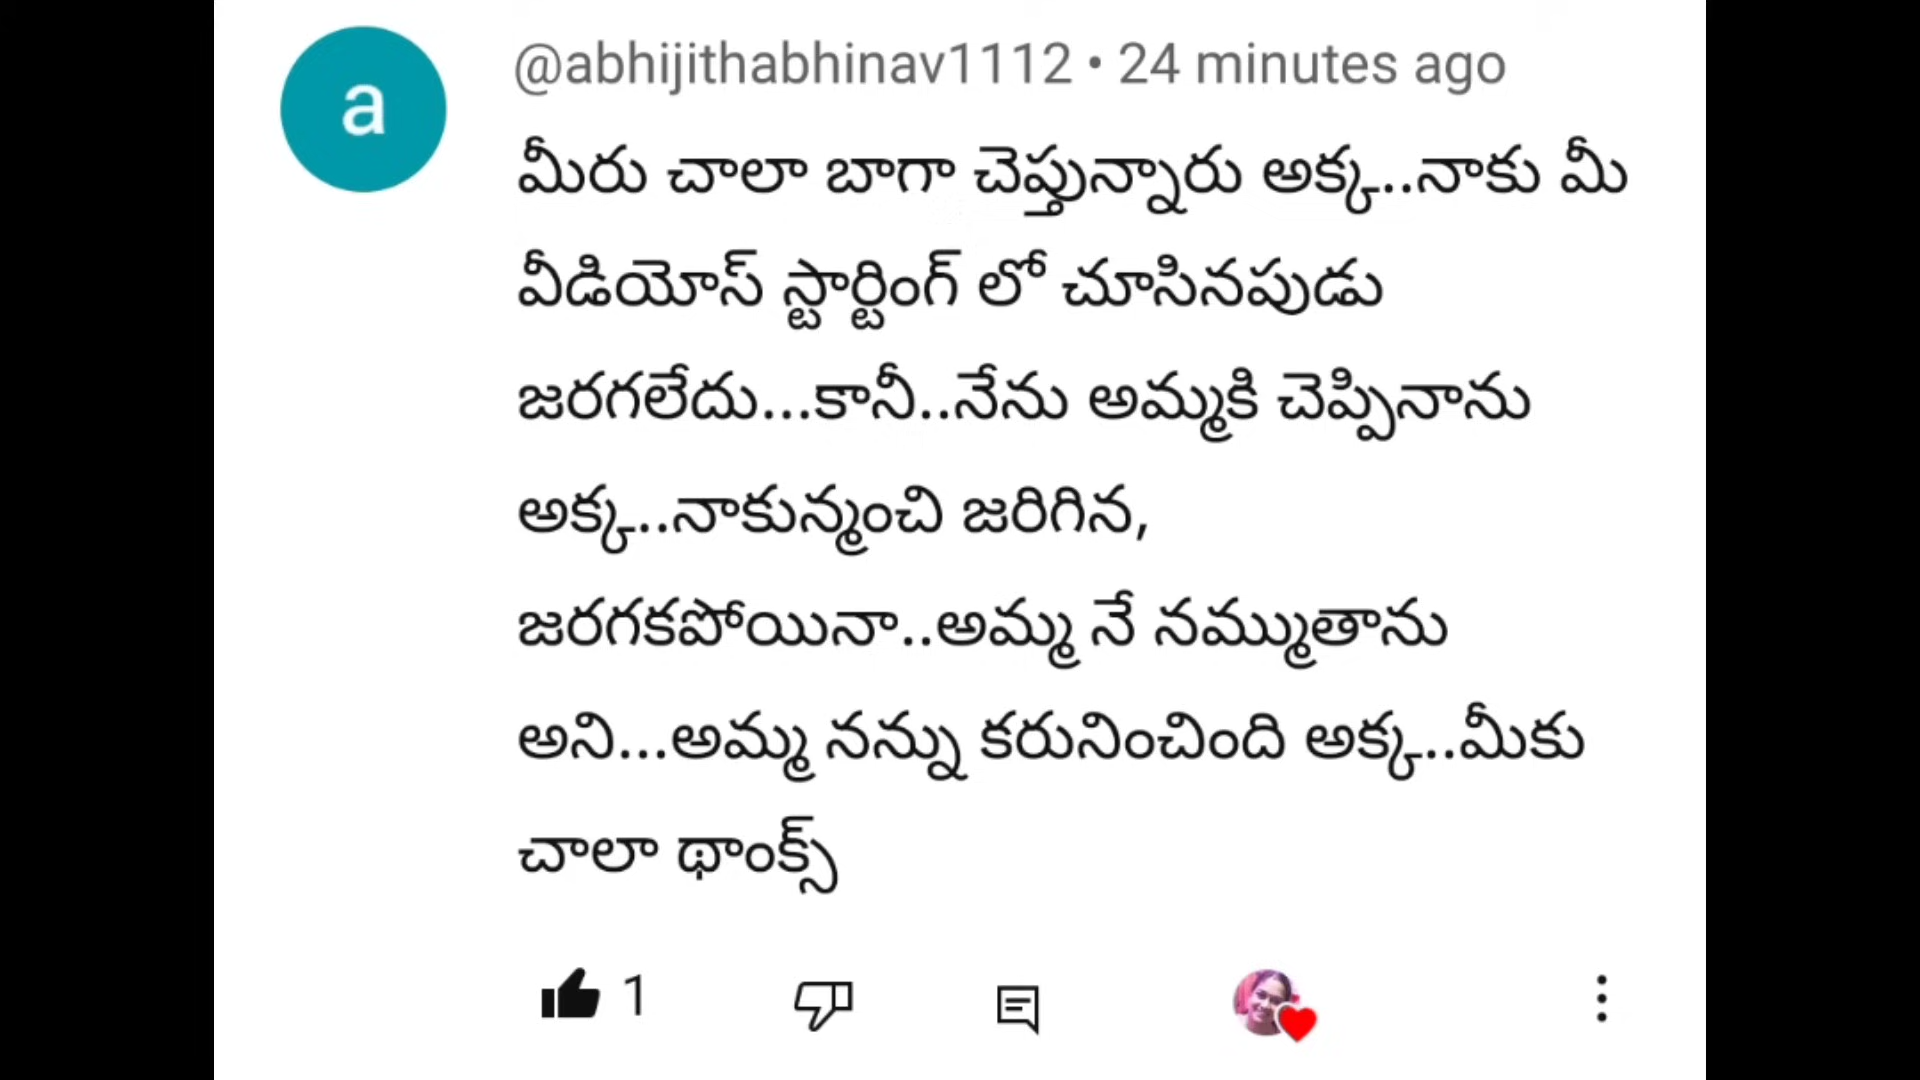 a
@abhijithabhinav1112 • 24 minutes ago
మీరు చాలా బాగా చెప్తున్నారు అక్క..నాకు మీ
వీడియోస్ స్టార్టింగ్ లో చూసినపుడు
జరగలేదు...కానీ..నేను అమ్మకి చెప్పినాను
అక్క..నాకున్మంచి జరిగిన,
జరగకపోయినా..అమ్మ నే నమ్ముతాను
అని...అమ్మ నన్ను కరునించింది అక్క..మీకు
చాలా థాంక్స్
1